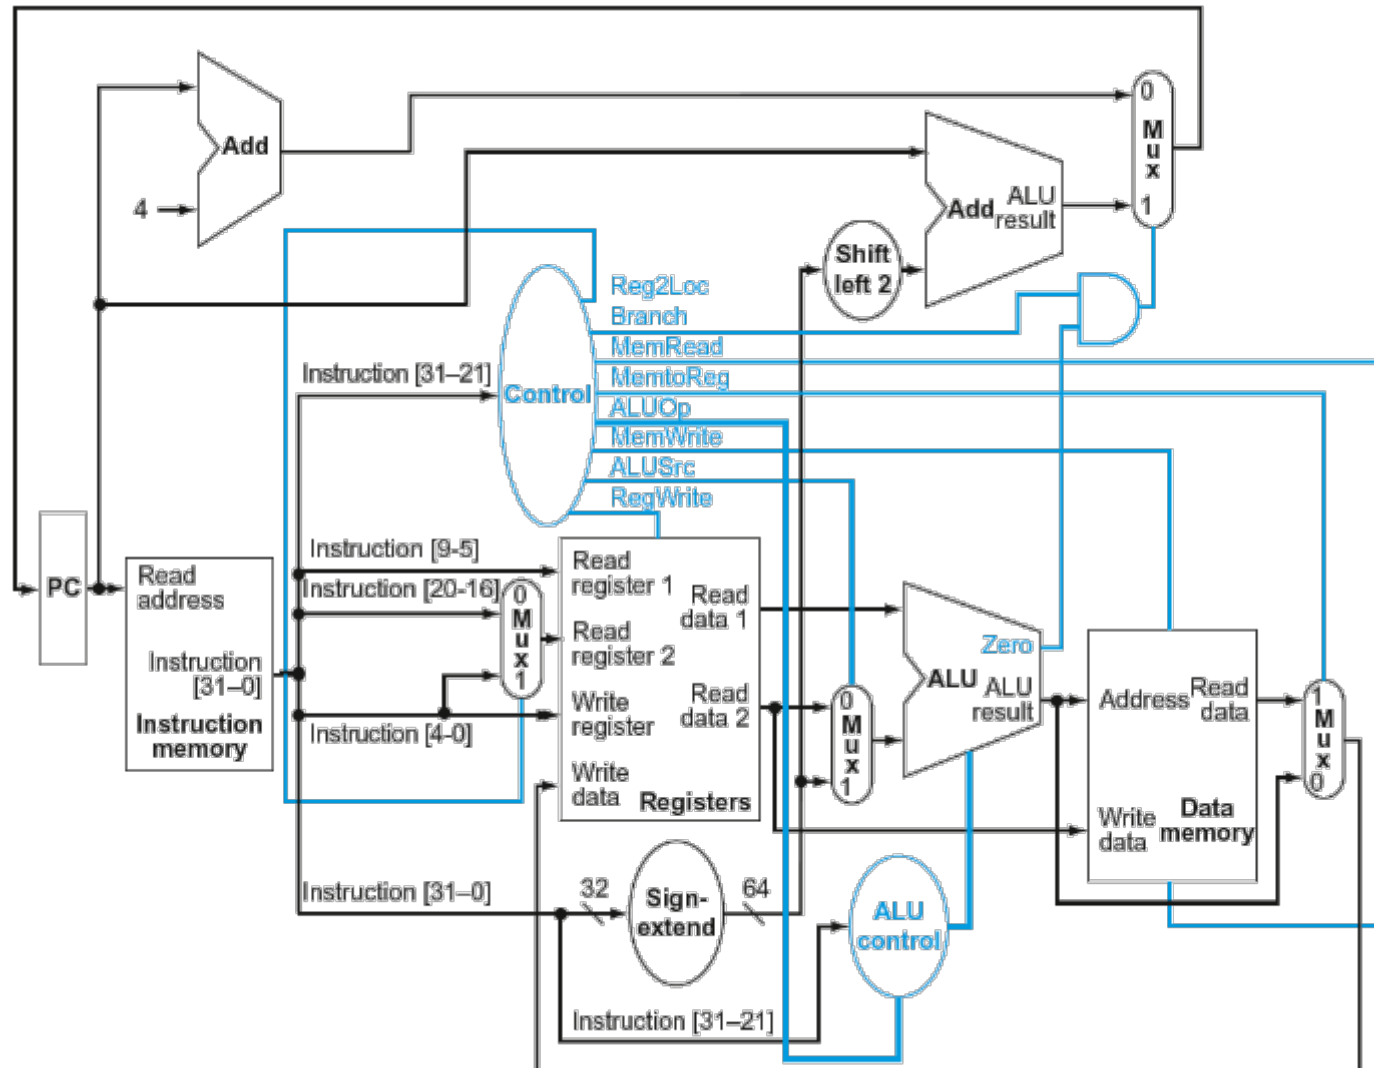 0
M
u
x
1
Add
4
Add
ALU
result
Shift
left 2
Reg2Loc
Branch
MemRead
MemtoReg
ALUOp
MemWrite
ALUSrc
RegWrite
Instruction [31–21]
Control
PC
Read
address
Instruction
[31–0]
Instruction
memory
Instruction [9-5]
Instruction [20-16]
Instruction [4-0]
0
M
u
x
1
Read
register 1
Read
register 2
Write
register
Write
data
Read
data 1
Read
data 2
Registers
0
M
u
x
1
Zero
ALU
ALU
result
Address
Read
data
Write
data
Data
memory
1
M
u
x
0
Instruction [31–0]
32
Sign-
extend
64
ALU
control
Instruction [31–21]